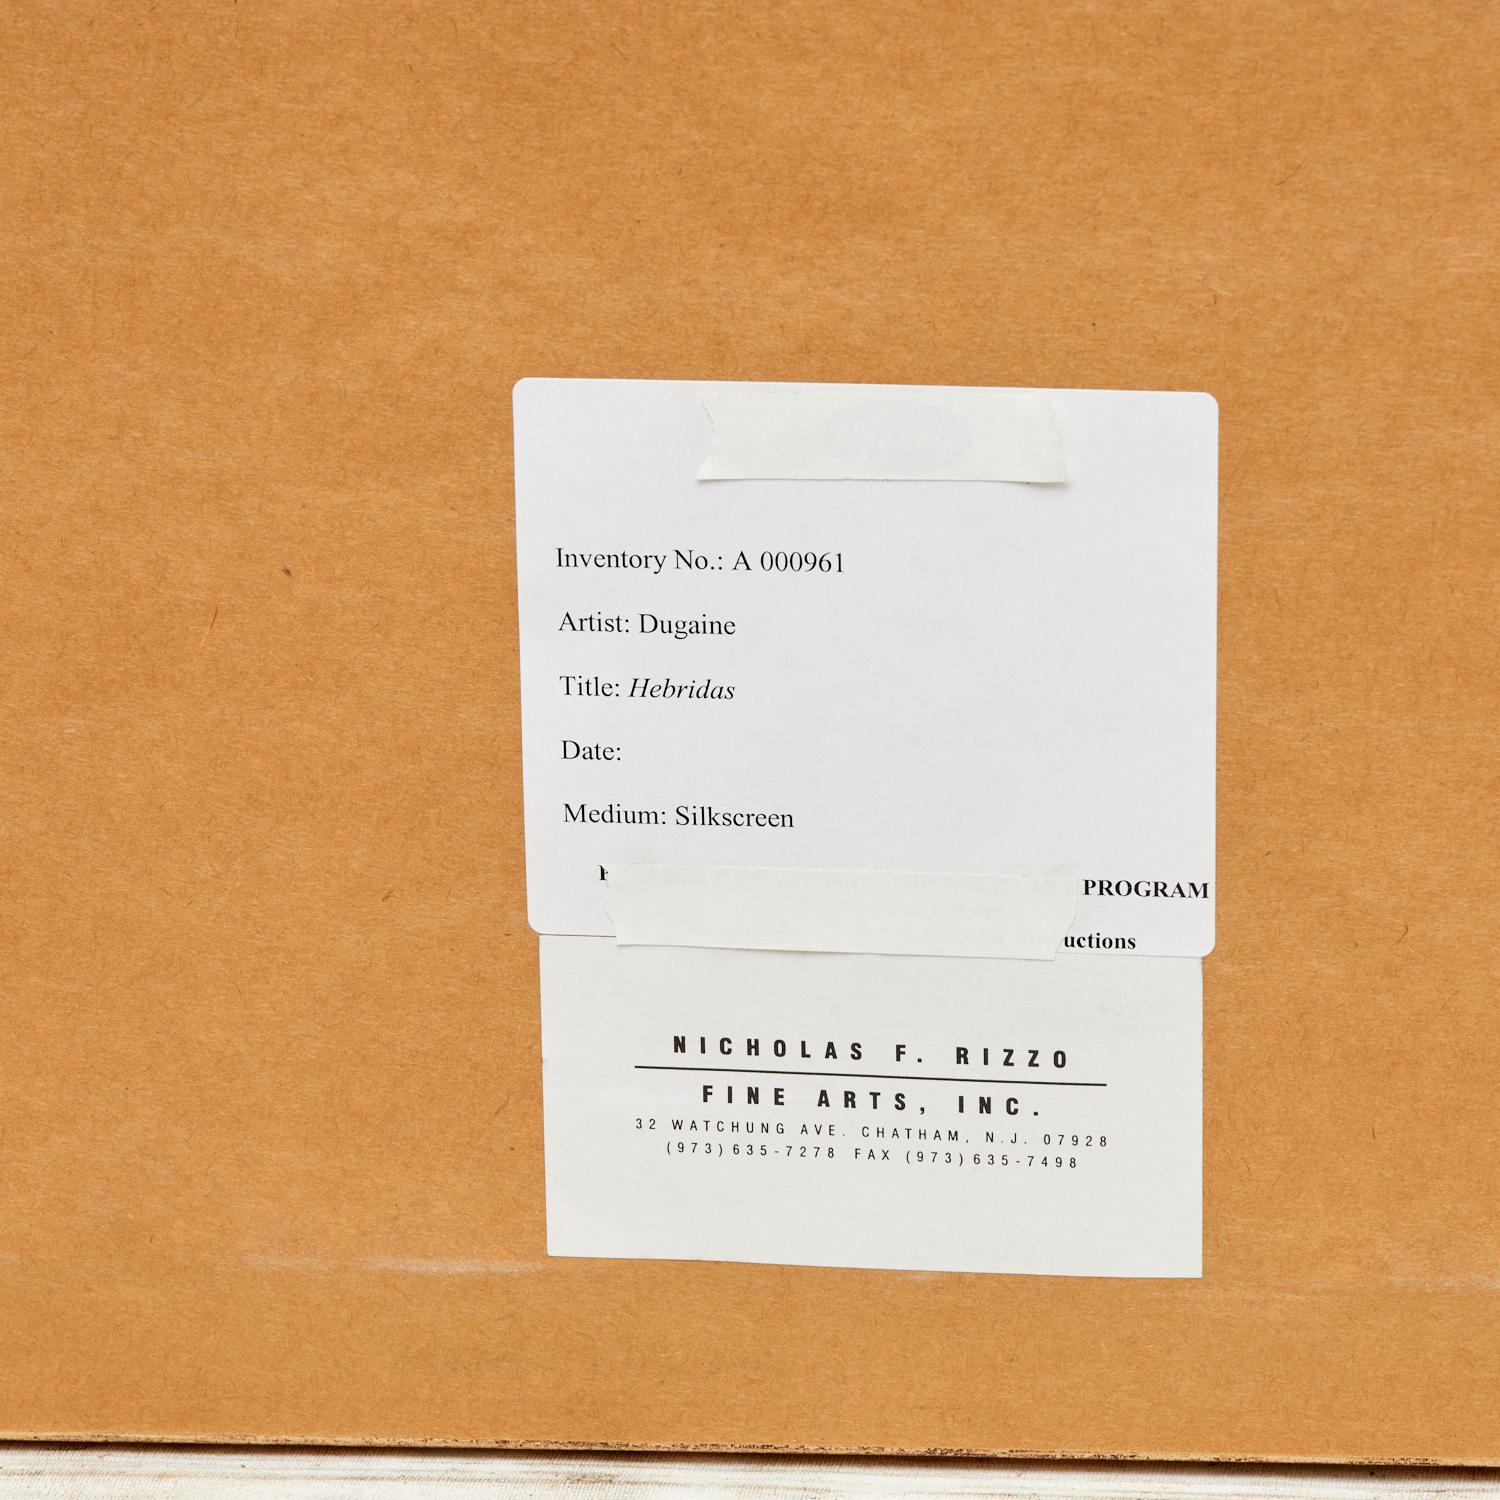 Inventory No.: A 000961
Artist: Dugaine
Title: Hebridas
Date:
Medium: Silkscreen
PROGRAM
uctions
NICHOLAS F. RIZZO
FINE ARTS, INC.
32 WATCHUNG AVE. CHATHAM, N.J. 07928
(973)635-7278 FAX (973)635-7498